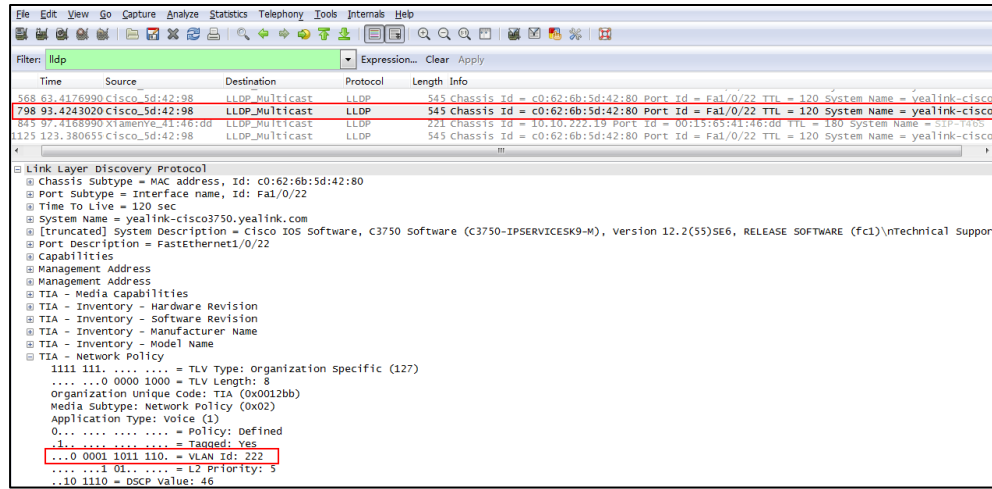 File Edit View Go Capture Analyze Statistics Telephony Tools Internals Help
Filter: lldp Expression... Clear Apply
Time Source Destination Protocol Length Info
568 63.4176990 Cisco_5d:42:98 LLDP_Multicast LLDP 545 Chassis Id = c0:62:6b:5d:42:80 Port Id = Fa1/0/22 TTL = 120 System Name = yealink-cisco
798 93.4243020 Cisco_5d:42:98 LLDP_Multicast LLDP 545 Chassis Id = c0:62:6b:5d:42:80 Port Id = Fa1/0/22 TTL = 120 System Name = yealink-cisco
845 97.4168990 XiamenYe_41:46:dd LLDP_Multicast LLDP 221 Chassis Id = 10.10.222.19 Port Id = 00:15:65:41:46:dd TTL = 180 System Name = SIP-T46S
1125 123.380655 Cisco_5d:42:98 LLDP_Multicast LLDP 545 Chassis Id = c0:62:6b:5d:42:80 Port Id = Fa1/0/22 TTL = 120 System Name = yealink-cisco
Link Layer Discovery Protocol
Chassis Subtype = MAC address, Id: c0:62:6b:5d:42:80
Port Subtype = Interface name, Id: Fa1/0/22
Time To Live = 120 sec
System Name = yealink-cisco3750.yealink.com
[truncated] System Description = Cisco IOS Software, C3750 Software (C3750-IPSERVICESK9-M), Version 12.2(55)SE6, RELEASE SOFTWARE (fc1)\nTechnical Suppor
Port Description = FastEthernet1/0/22
Capabilities
Management Address
Management Address
TIA - Media Capabilities
TIA - Inventory - Hardware Revision
TIA - Inventory - Software Revision
TIA - Inventory - Manufacturer Name
TIA - Inventory - Model Name
TIA - Network Policy
1111 111. .... .... = TLV Type: Organization Specific (127)
.... ...0 0000 1000 = TLV Length: 8
Organization Unique Code: TIA (0x0012bb)
Media Subtype: Network Policy (0x02)
Application Type: Voice (1)
0... .... .... .... = Policy: Defined
.1.. .... .... .... = Tagged: Yes
...0 0001 1011 110. = VLAN Id: 222
.... ...1 01.. .... = L2 Priority: 5
..10 1110 = DSCP Value: 46